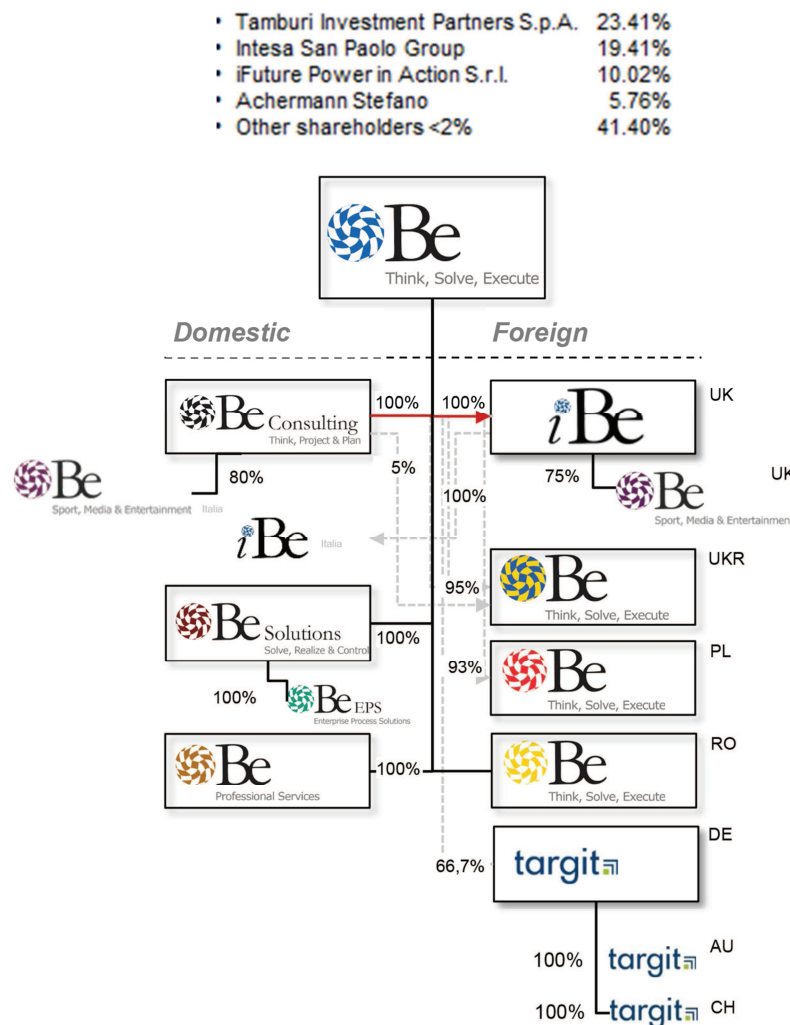 • Tamburi Investment Partners S.p.A. 23.41%
• Intesa San Paolo Group 19.41%
• iFuture Power in Action S.r.l. 10.02%
• Achermann Stefano 5.76%
• Other shareholders <2% 41.40%
Be
Think, Solve, Execute
Domestic Foreign
Be Consulting
Think, Project & Plan
100% 100%
iBe
UK
5%
80%
Be
Sport, Media & Entertainment Italia
100%
75%
Be
Sport, Media & Entertainment
UK
iBe Italia
95%
Be
Think, Solve, Execute
UKR
Be Solutions
Solve, Realize & Control
100%
93%
Be
Think, Solve, Execute
PL
100%
Be EPS
Enterprise Process Solutions
Be
Professional Services
100%
Be
Think, Solve, Execute
RO
66,7%
targit
DE
100% targit AU
100% targit CH